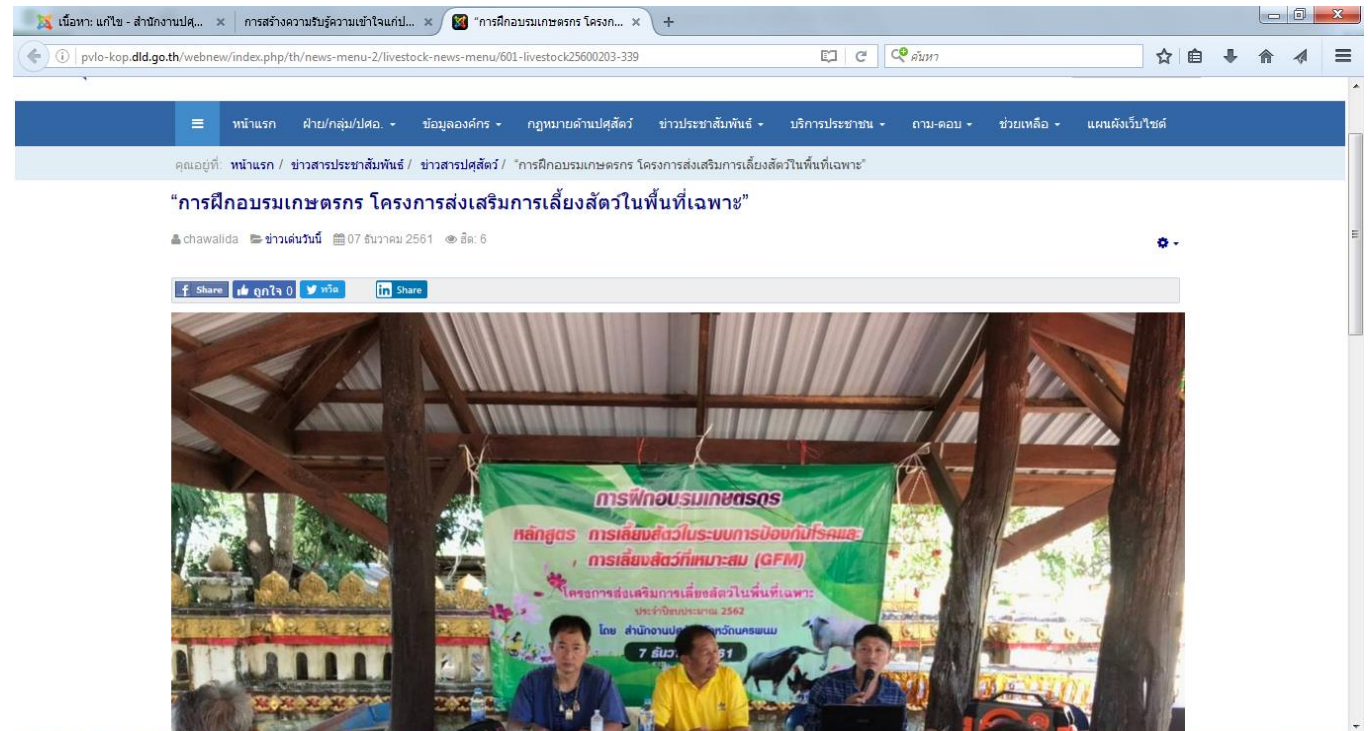 เนื้อหา: แก้ไข - สำนักงานปศุ...
การสร้างความรับรู้ความเข้าใจแก่ป...
“การฝึกอบรมเกษตรกร โครงก...
pvlo-kop.dld.go.th/webnew/index.php/th/news-menu-2/livestock-news-menu/601-livestock25600203-339
ค้นหา
หน้าแรก ฝ่าย/กลุ่ม/ปศอ. ข้อมูลองค์กร กฎหมายด้านปศุสัตว์ ข่าวประชาสัมพันธ์ บริการประชาชน ถาม-ตอบ ช่วยเหลือ แผนผังเว็บไซต์
คุณอยู่ที่: หน้าแรก / ข่าวสารประชาสัมพันธ์ / ข่าวสารปศุสัตว์ / “การฝึกอบรมเกษตรกร โครงการส่งเสริมการเลี้ยงสัตว์ในพื้นที่เฉพาะ”
“การฝึกอบรมเกษตรกร โครงการส่งเสริมการเลี้ยงสัตว์ในพื้นที่เฉพาะ”
chawalida ข่าวเด่นวันนี้ 07 ธันวาคม 2561 ฮิต: 6
f Share ถูกใจ 0 ทวีต in Share
การฝึกอบรมเกษตรกร
หลักสูตร การเลี้ยงสัตว์ในระบบการป้องกันโรคและ
การเลี้ยงสัตว์ที่เหมาะสม (GFM)
โครงการส่งเสริมการเลี้ยงสัตว์ในพื้นที่เฉพาะ
ประจำปีงบประมาณ 2562
โดย สำนักงานปศุ จังหวัดนครพนม
7 ธันวา 61